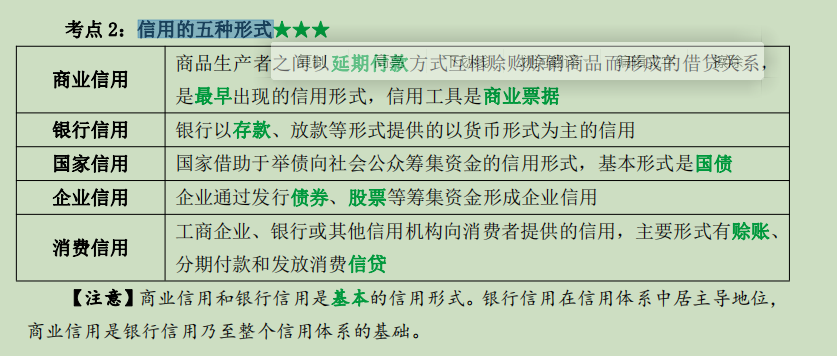 考点 2：信用的五种形式★★★
商业信用
商品生产者之间以延期付款方式互相赊购赊销商品而形成的借贷关系，
是最早出现的信用形式，信用工具是商业票据
银行信用
银行以存款、放款等形式提供的以货币形式为主的信用
国家信用
国家借助于举债向社会公众筹集资金的信用形式，基本形式是国债
企业信用
企业通过发行债券、股票等筹集资金形成企业信用
消费信用
工商企业、银行或其他信用机构向消费者提供的信用，主要形式有赊账、
分期付款和发放消费信贷
【注意】商业信用和银行信用是基本的信用形式。银行信用在信用体系中居主导地位，
商业信用是银行信用乃至整个信用体系的基础。